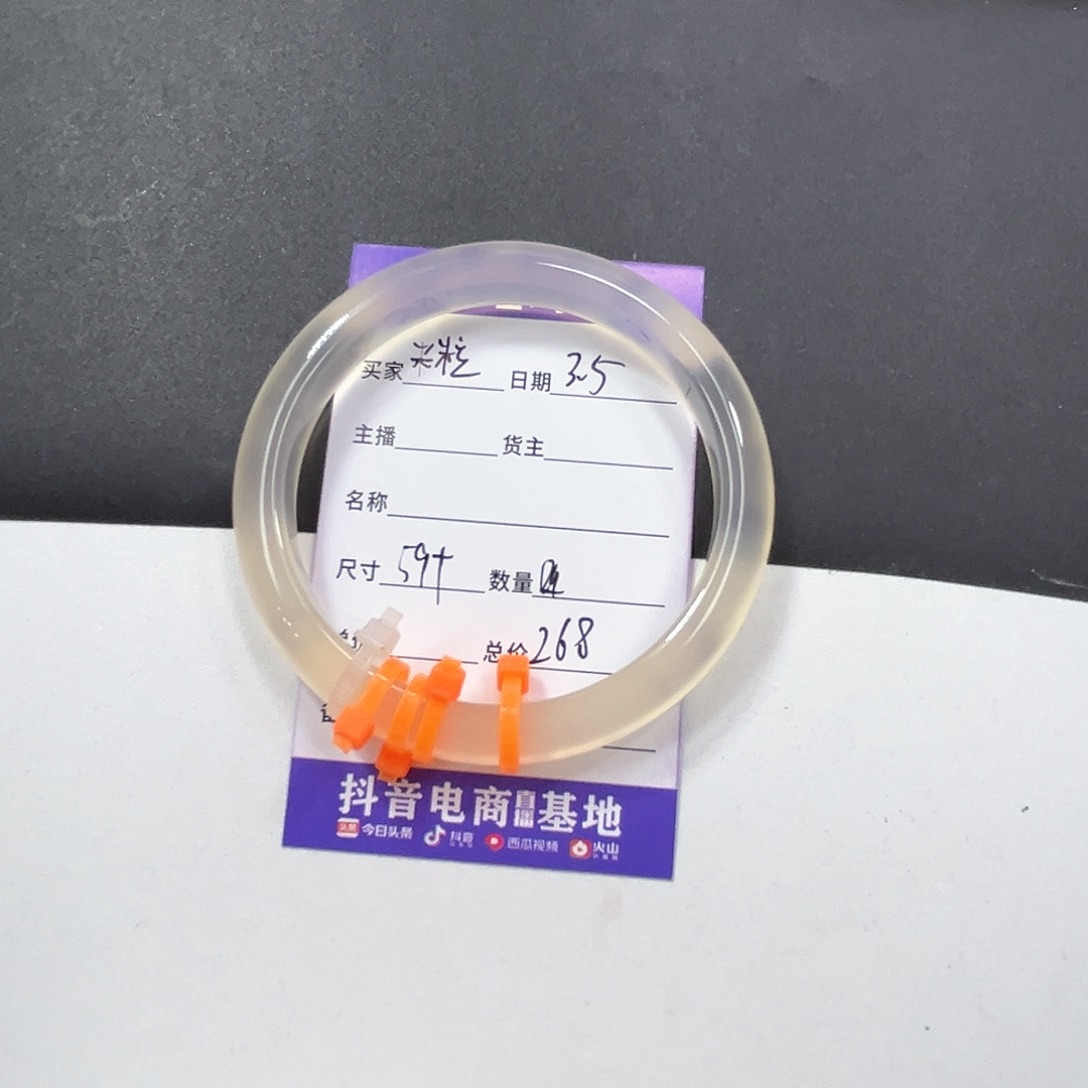 买家 米粒 日期 3.5
主播 货主
名称
尺寸 59+ 数量
总价 268
抖音电商直播基地
头条 今日头条 抖音 西瓜视频 火山